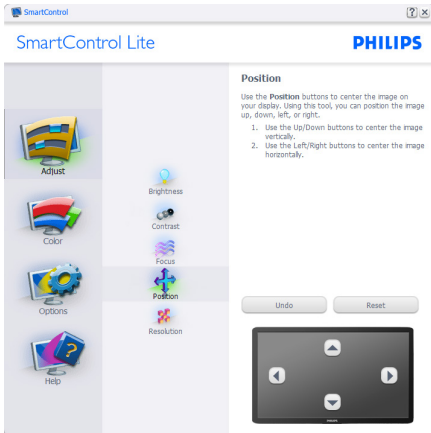 SmartControl
SmartControl Lite
PHILIPS
Adjust
Color
Options
Help
Brightness
Contrast
Focus
Position
Resolution
Position
Use the Position buttons to center the image on
your display. Using this tool, you can position the image
up, down, left, or right.
1. Use the Up/Down buttons to center the image
vertically.
2. Use the Left/Right buttons to center the image
horizontally.
Undo
Reset
PHILIPS